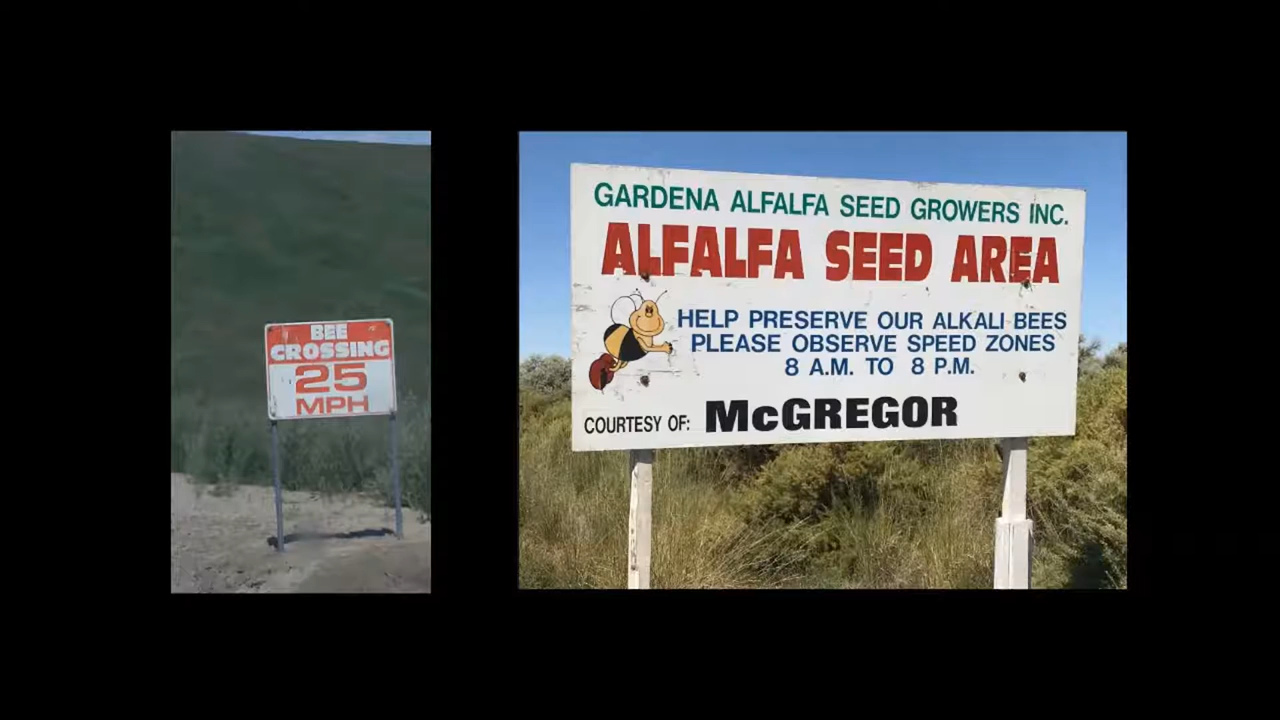 BEE
CROSSING
25
MPH
GARDENA ALFALFA SEED GROWERS INC.
ALFALFA SEED AREA
HELP PRESERVE OUR ALKALI BEES
PLEASE OBSERVE SPEED ZONES
8 A.M. TO 8 P.M.
COURTESY OF: McGREGOR